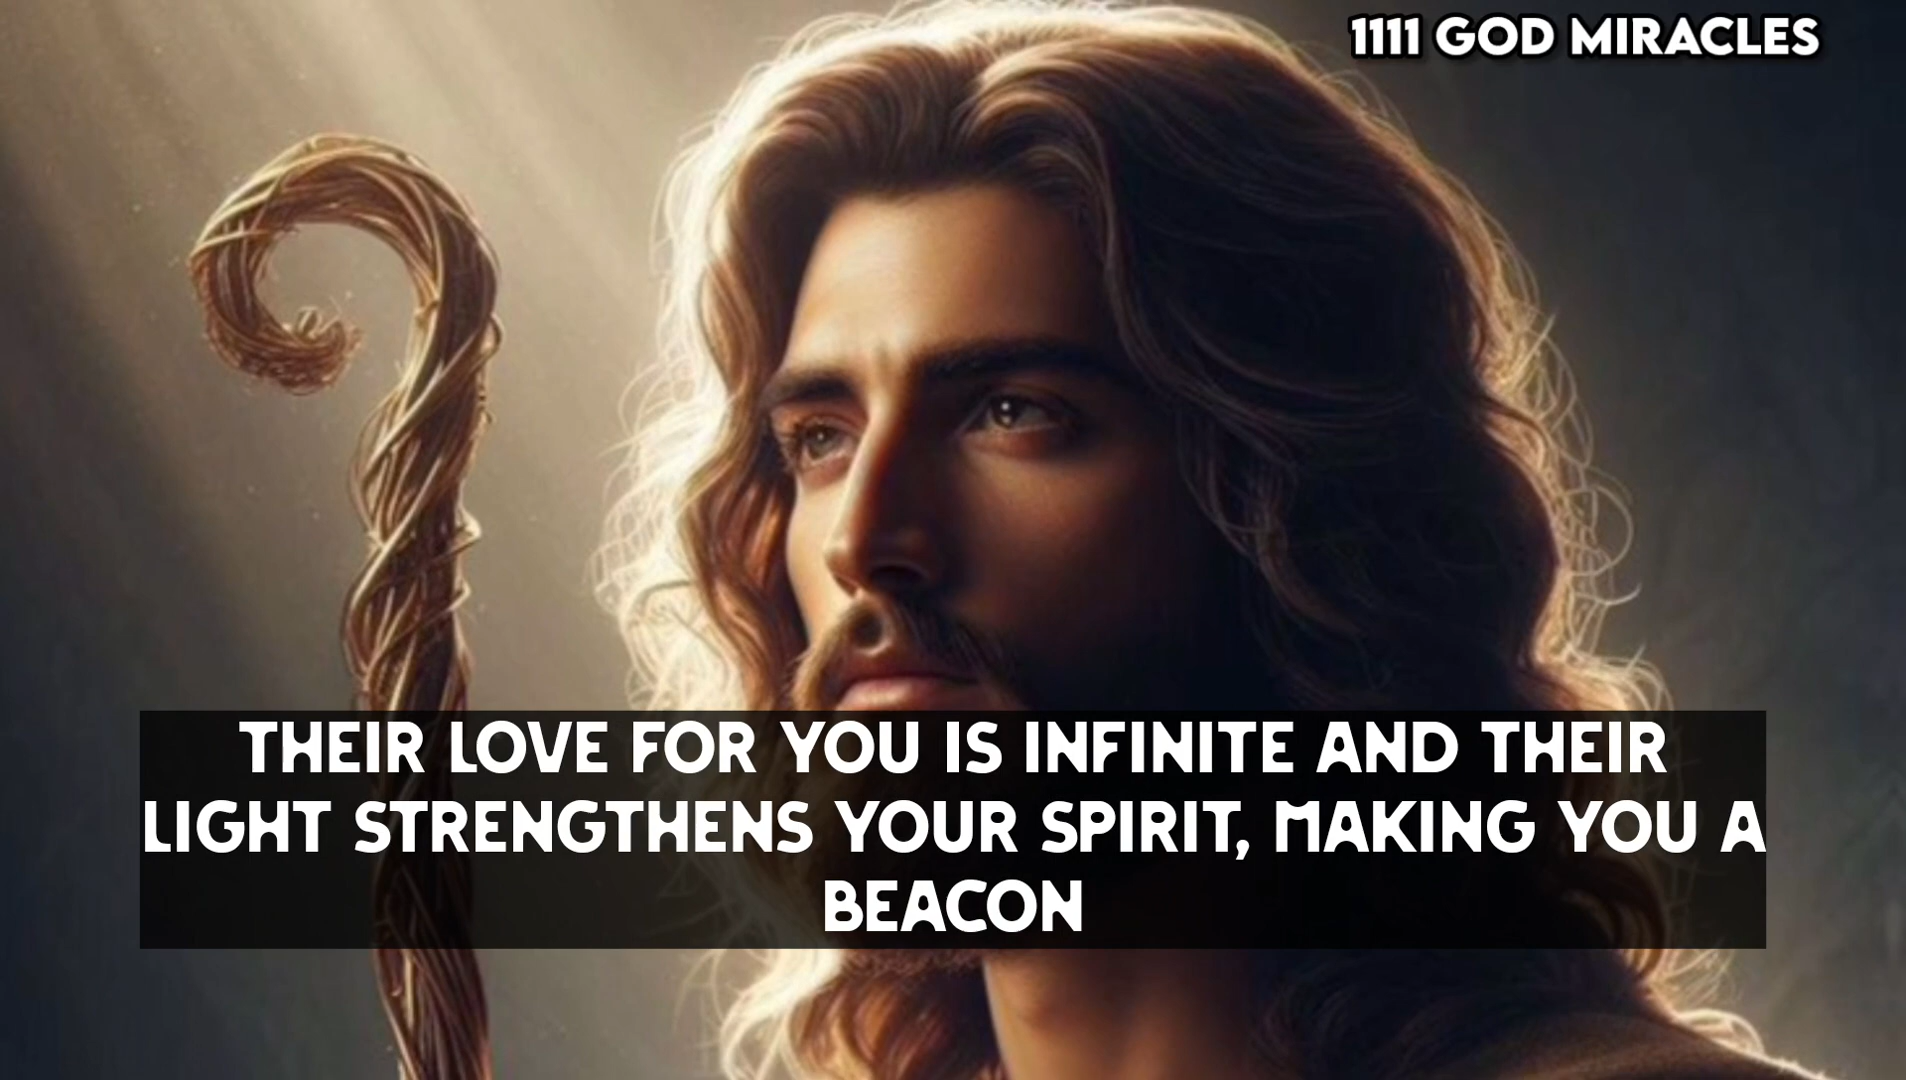 1111 GOD MIRACLES
THEIR LOVE FOR YOU IS INFINITE AND THEIR
LIGHT STRENGTHENS YOUR SPIRIT, MAKING YOU A
BEACON